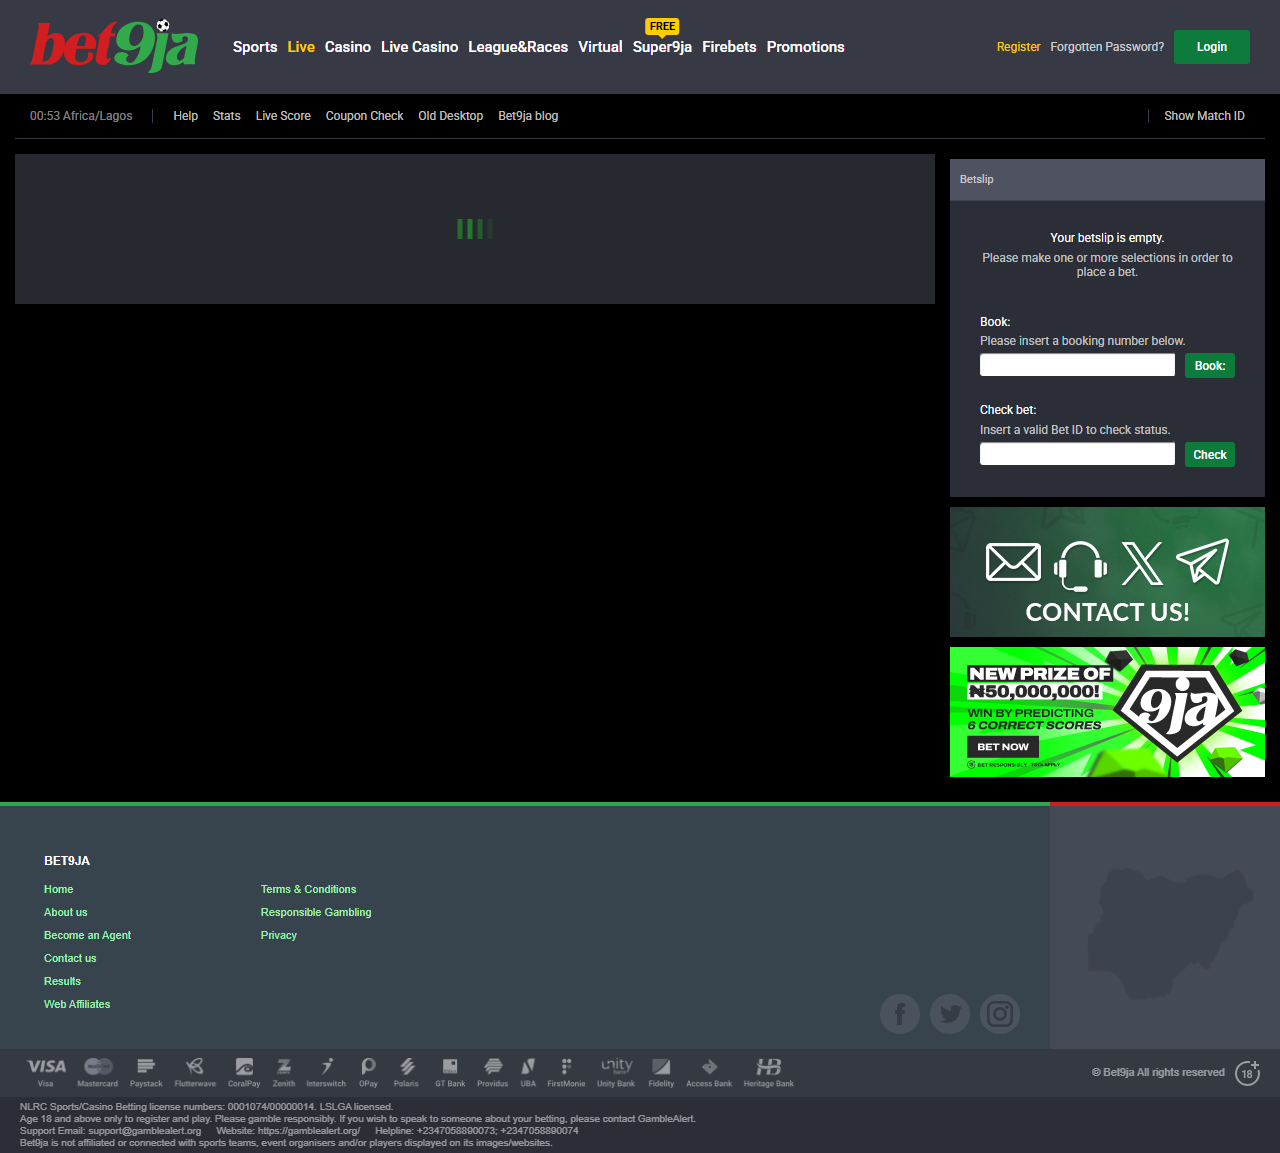 bet9ja
FREE
Sports Live Casino Live Casino League&Races Virtual Super9ja Firebets Promotions
Register Forgotten Password? Login
00:53 Africa/Lagos Help Stats Live Score Coupon Check Old Desktop Bet9ja blog Show Match ID
Betslip
Your betslip is empty.
Please make one or more selections in order to
place a bet.
Book:
Please insert a booking number below.
Book:
Check bet:
Insert a valid Bet ID to check status.
Check
CONTACT US!
NEW PRIZE OF
₦50,000,000!
WIN BY PREDICTING
6 CORRECT SCORES
BET NOW
BET RESPONSIBLY
9ja
BET9JA
Home Terms & Conditions
About us Responsible Gambling
Become an Agent Privacy
Contact us
Results
Web Affiliates
VISA unity HB
Visa Mastercard Paystack Flutterwave CoralPay Zenith Interswitch OPay Polaris GT Bank Providus UBA FirstMonie Unity Bank Fidelity Access Bank Heritage Bank
© Bet9ja All rights reserved 18+
NLRC Sports/Casino Betting license numbers: 0001074/00000014. LSLGA licensed.
Age 18 and above only to register and play. Please gamble responsibly. If you wish to speak to someone about your betting, please contact GambleAlert.
Support Email: support@gamblealert.org Website: https://gamblealert.org/ Helpline: +2347058890073; +2347058890074
Bet9ja is not affiliated or connected with sports teams, event organisers and/or players displayed on its images/websites.